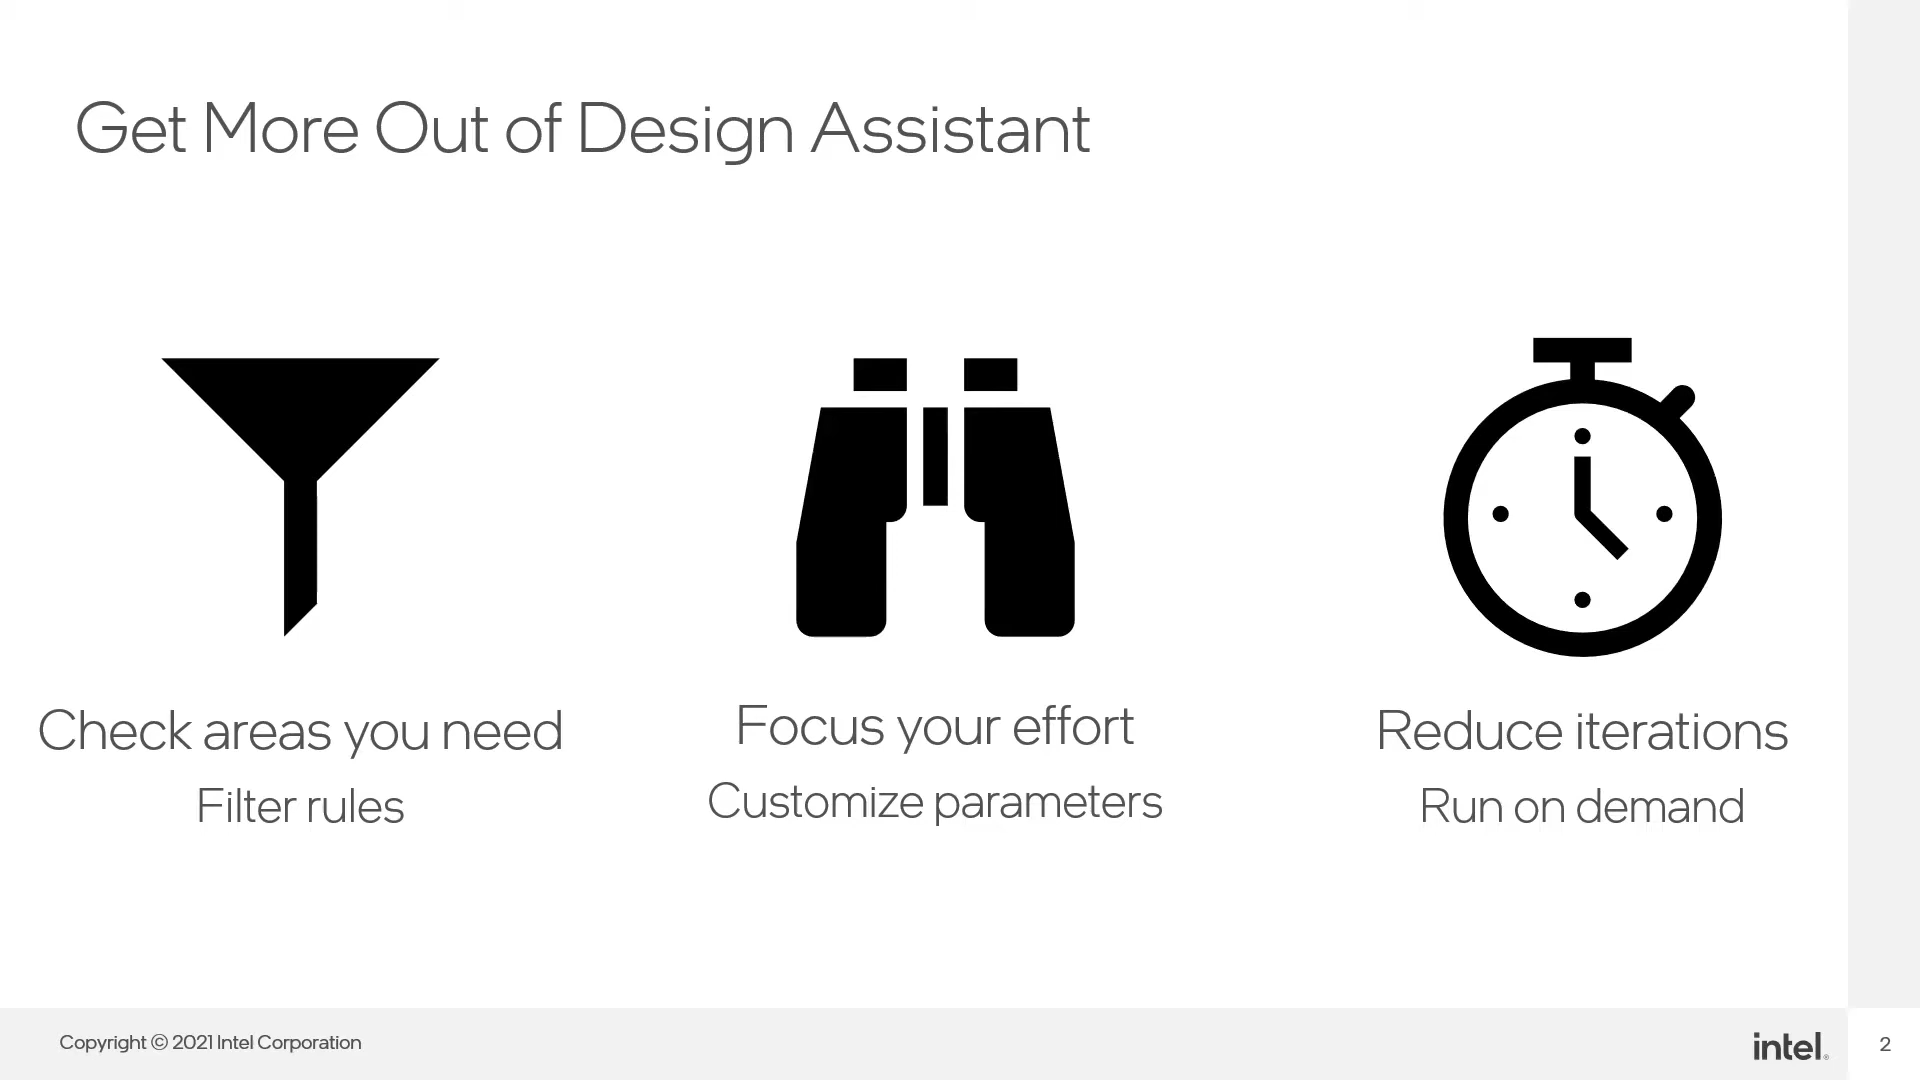 Get More Out of Design Assistant
Check areas you need
Filter rules
Focus your effort
Customize parameters
Reduce iterations
Run on demand
Copyright © 2021 Intel Corporation
intel®
2